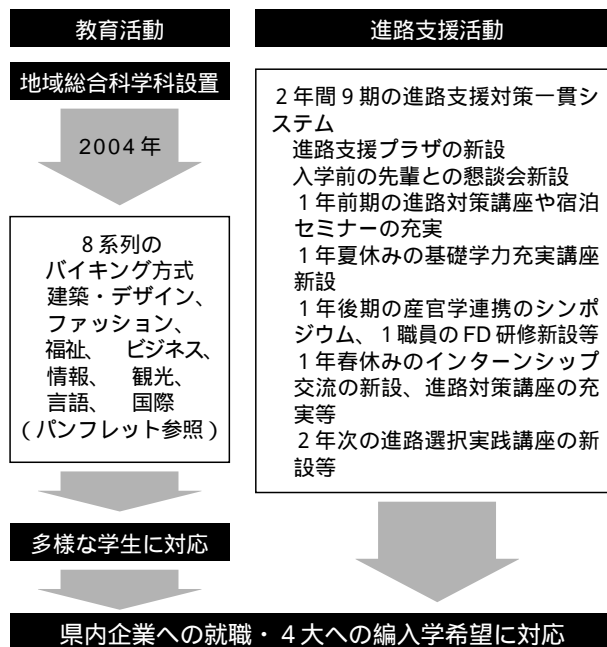 教育活動
地域総合科学科設置
2004年
8系列の
バイキング方式
建築・デザイン、
ファッション、
福祉、 ビジネス、
情報、 観光、
言語、 国際
(パンフレット参照)
多様な学生に対応
進路支援活動
2年間9期の進路支援対策一貫シ
ステム
進路支援プラザの新設
入学前の先輩との懇談会新設
1年前期の進路対策講座や宿泊
セミナーの充実
1年夏休みの基礎学力充実講座
新設
1年後期の産官学連携のシンポ
ジウム、1職員のFD研修新設等
1年春休みのインターンシップ
交流の新設、進路対策講座の充
実等
2年次の進路選択実践講座の新
設等
県内企業への就職・4大への編入学希望に対応